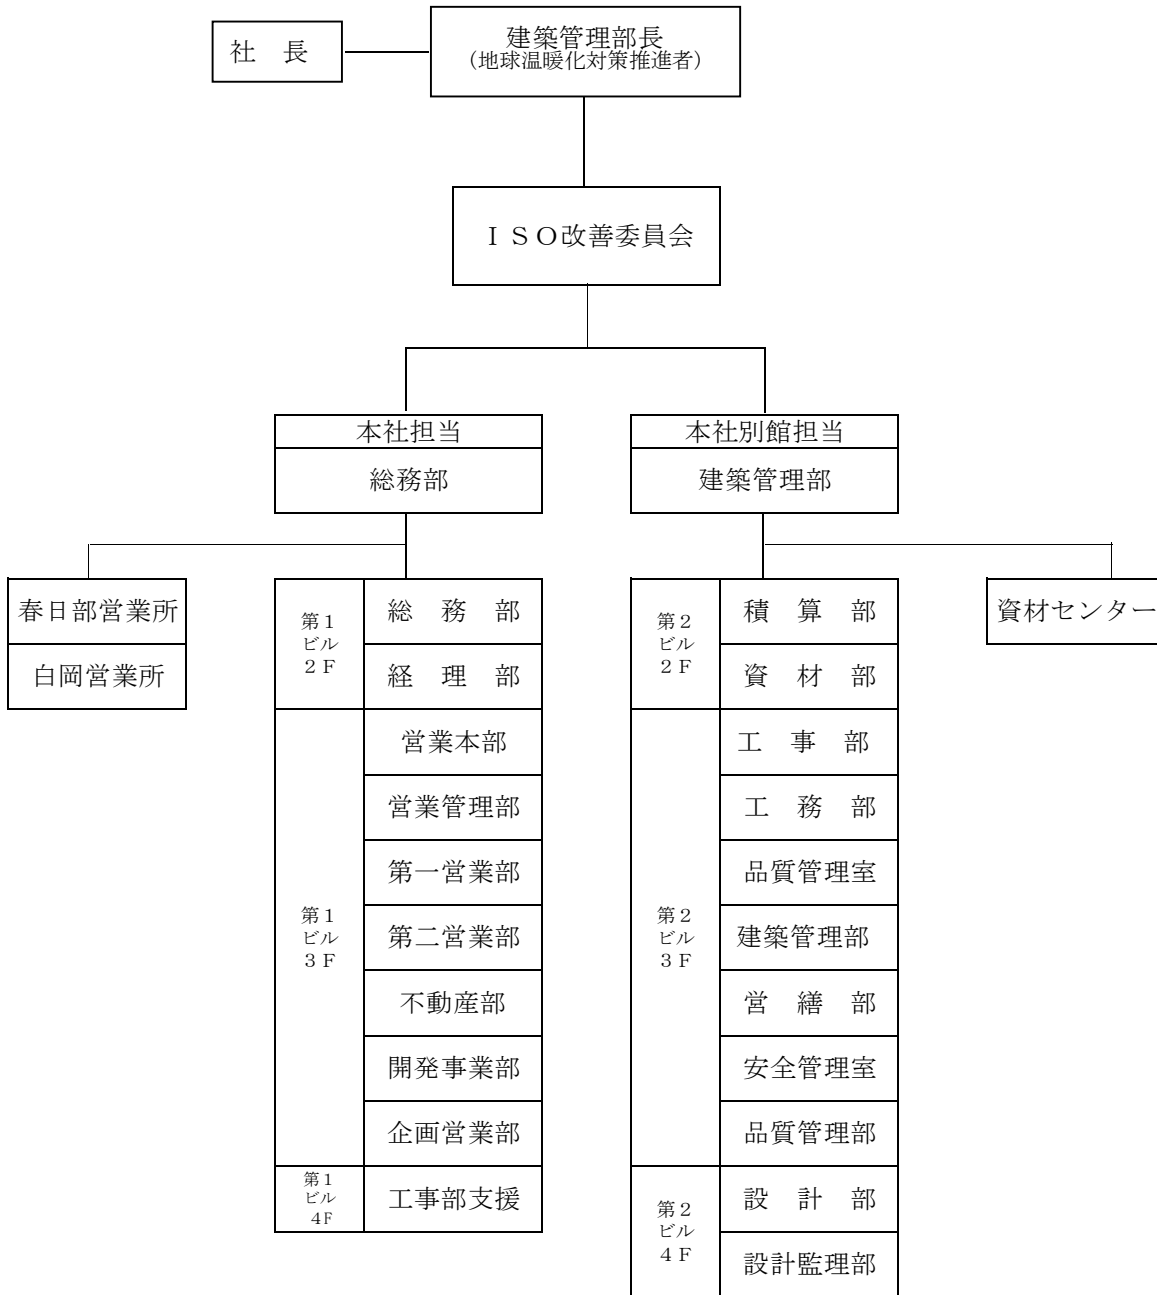 社　長
建築管理部長
（地球温暖化対策推進者）
ＩＳＯ改善委員会
本社担当
総務部
本社別館担当
建築管理部
春日部営業所
白岡営業所
第１
ビル
２Ｆ
総　務　部
経　理　部
第１
ビル
３Ｆ
営業本部
営業管理部
第一営業部
第二営業部
不動産部
開発事業部
企画営業部
第１
ビル
4F
工事部支援
第２
ビル
２Ｆ
積　算　部
資　材　部
第２
ビル
３Ｆ
工　事　部
工　務　部
品質管理室
建築管理部
営　繕　部
安全管理室
品質管理部
第２
ビル
４Ｆ
設　計　部
設計監理部
資材センター